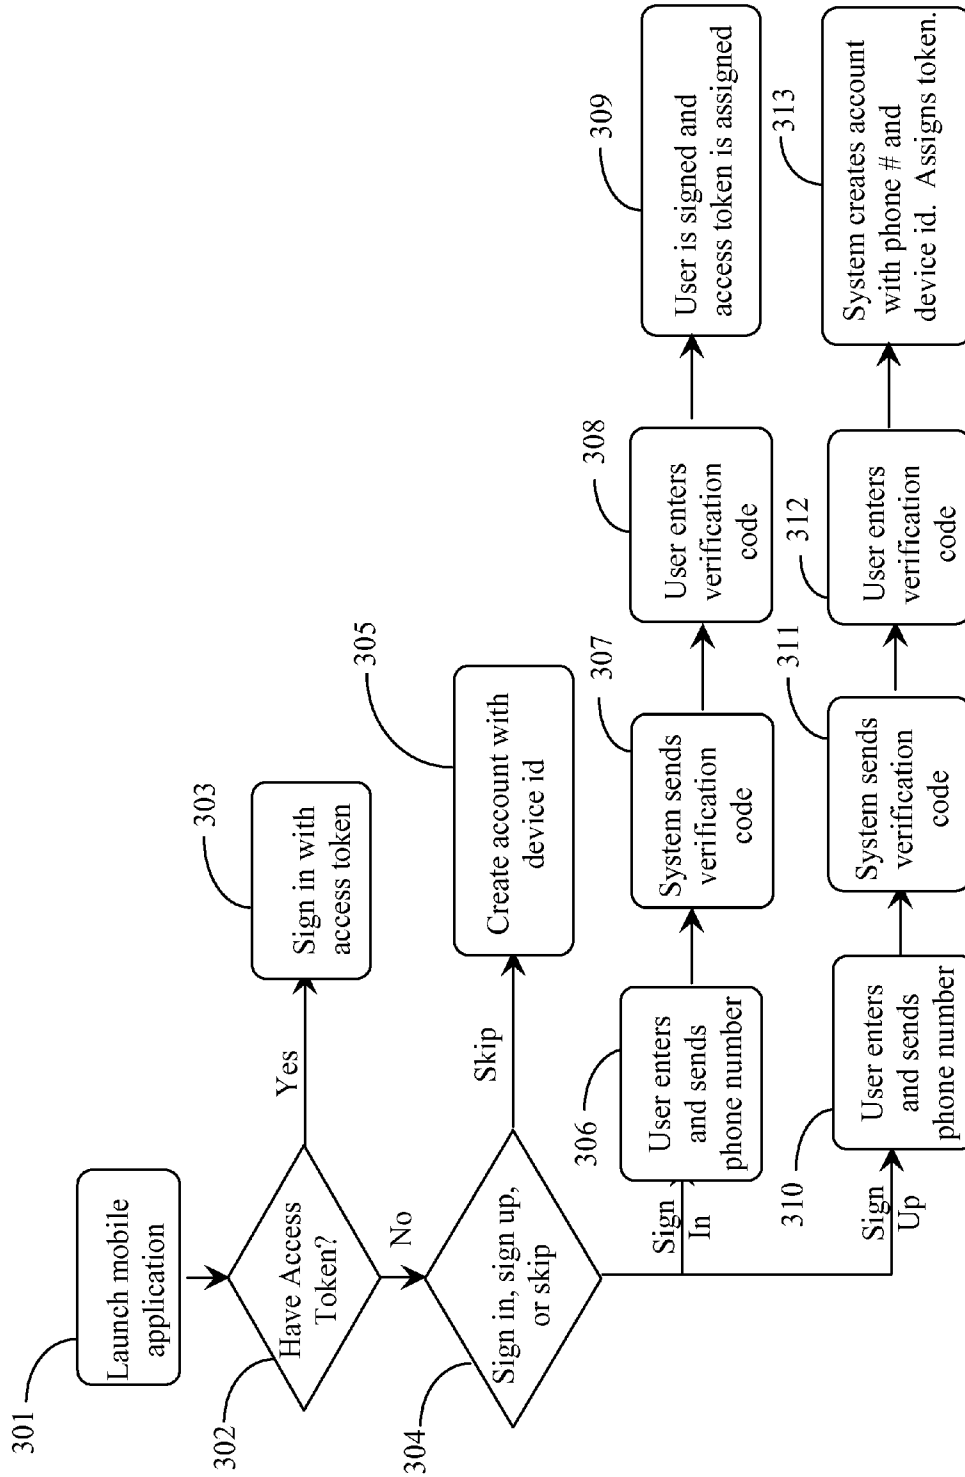 301
Launch mobile
application
302
Have Access
Token?
Yes
303
Sign in with
access token
No
304
Sign in, sign up,
or skip
Skip
305
Create account with
device id
Sign
In
306
User enters
and sends
phone number
307
System sends
verification
code
308
User enters
verification
code
309
User is signed and
access token is assigned
Sign
Up
310
User enters
and sends
phone number
311
System sends
verification
code
312
User enters
verification
code
313
System creates account
with phone # and
device id.  Assigns token.